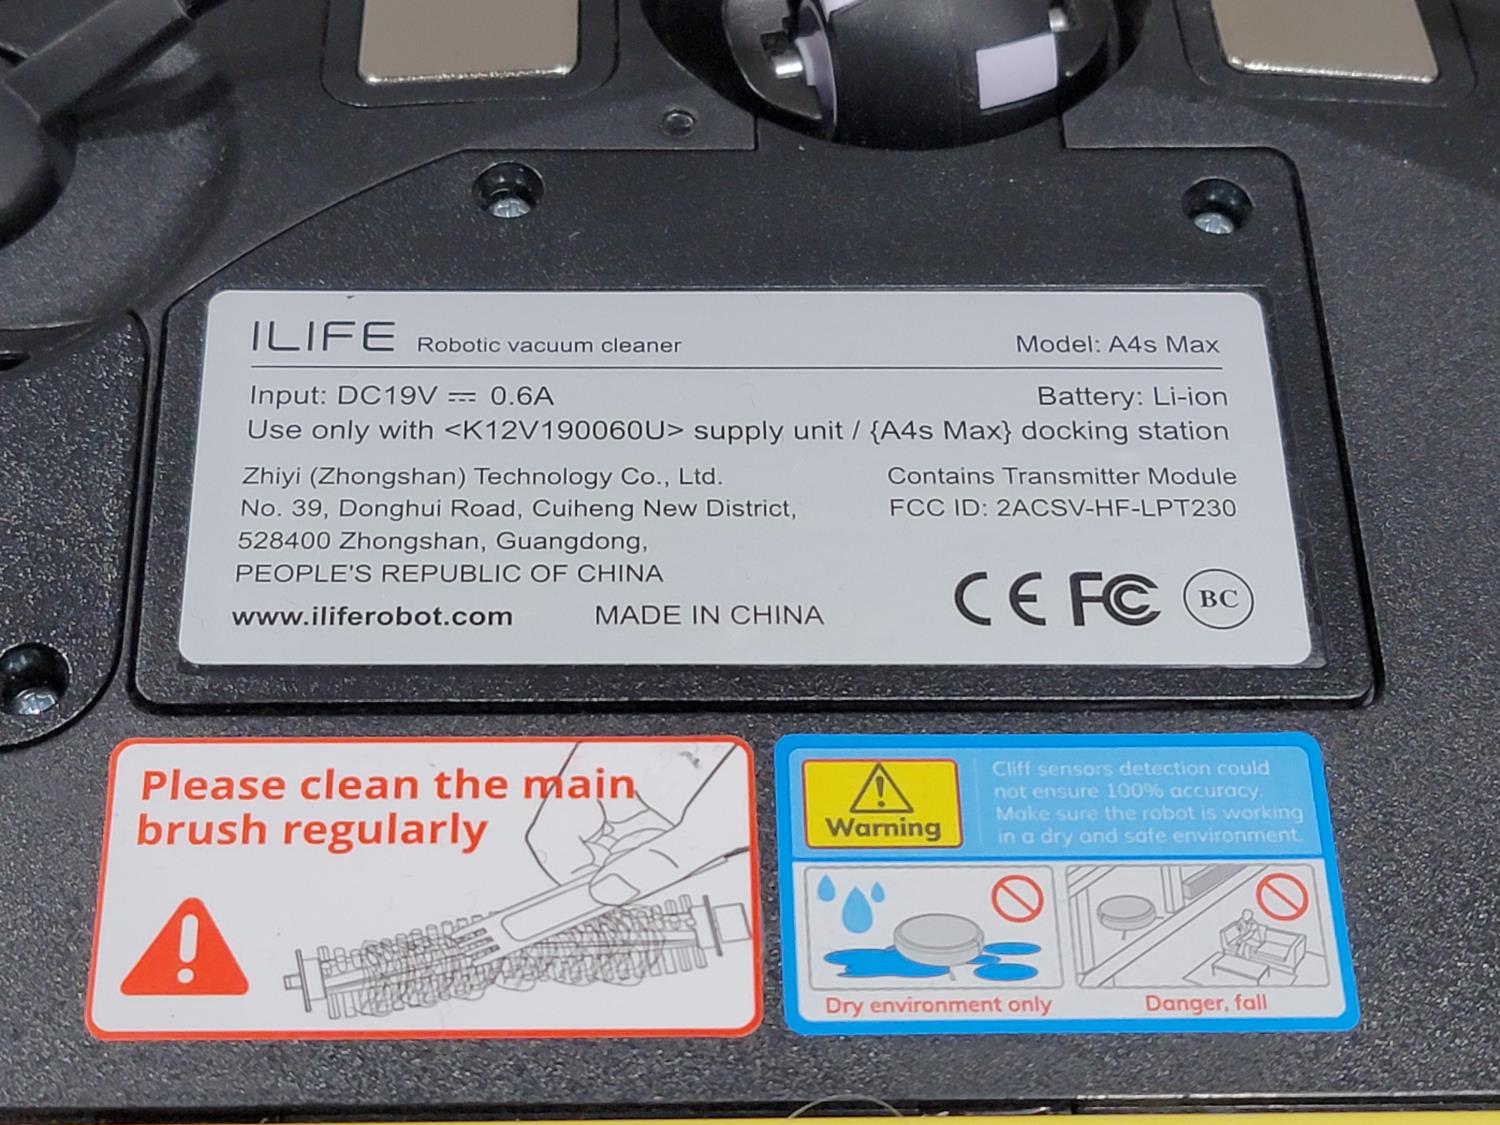 ILIFE Robotic vacuum cleaner Model: A4s Max
Input: DC19V ⎓ 0.6A Battery: Li-ion
Use only with <K12V190060U> supply unit / {A4s Max} docking station
Zhiyi (Zhongshan) Technology Co., Ltd.
No. 39, Donghui Road, Cuiheng New District,
528400 Zhongshan, Guangdong,
PEOPLE'S REPUBLIC OF CHINA
Contains Transmitter Module
FCC ID: 2ACSV-HF-LPT230
www.iliferobot.com MADE IN CHINA
CE FC BC
Please clean the main
brush regularly
Warning
Cliff sensors detection could
not ensure 100% accuracy.
Make sure the robot is working
in a dry and safe environment.
Dry environment only
Danger, fall